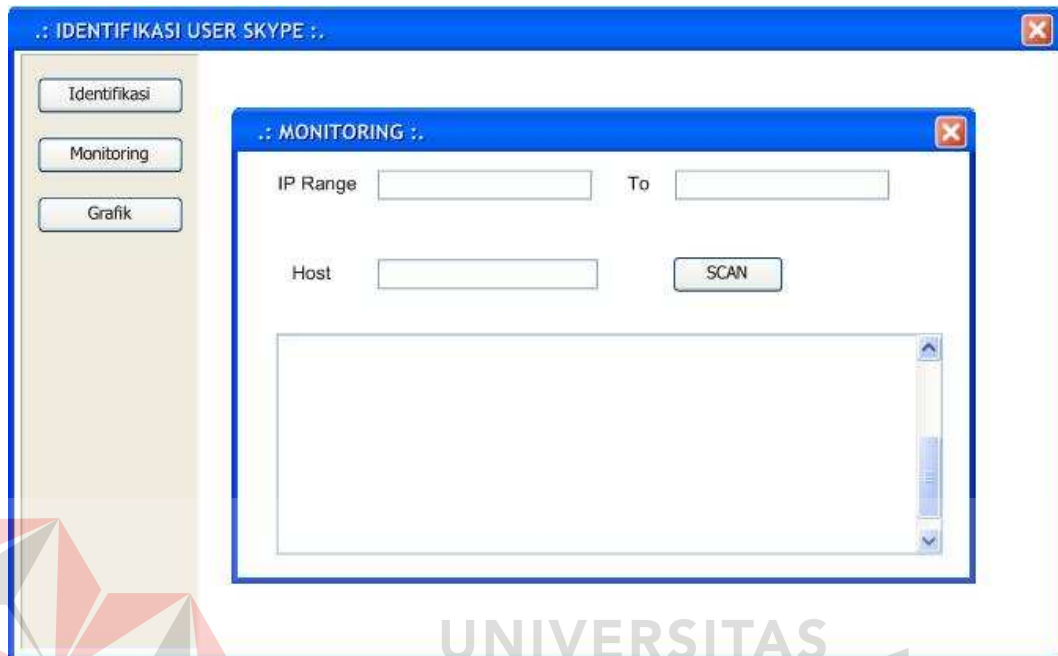 .: IDENTIFIKASI USER SKYPE :.
Identifikasi
Monitoring
Grafik
.: MONITORING :.
IP Range
To
Host
SCAN
UNIVERSITAS